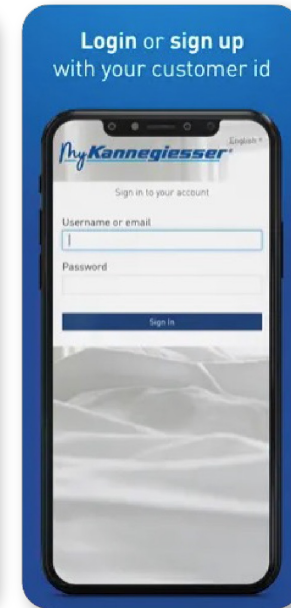 Login or sign up
with your customer id
English
MyKannegiesser
Sign in to your account
Username or email
Password
Sign In